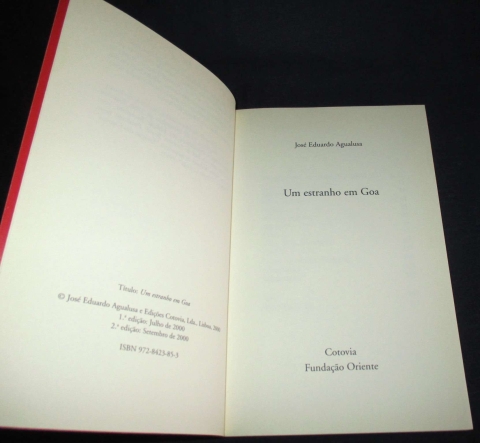 Título: Um estranho em Goa
© José Eduardo Agualusa e Edições Cotovia, Lda., Lisboa, 2000
1.ª edição: Julho de 2000
2.ª edição: Setembro de 2000
ISBN 972-8423-85-3
José Eduardo Agualusa
Um estranho em Goa
Cotovia
Fundação Oriente